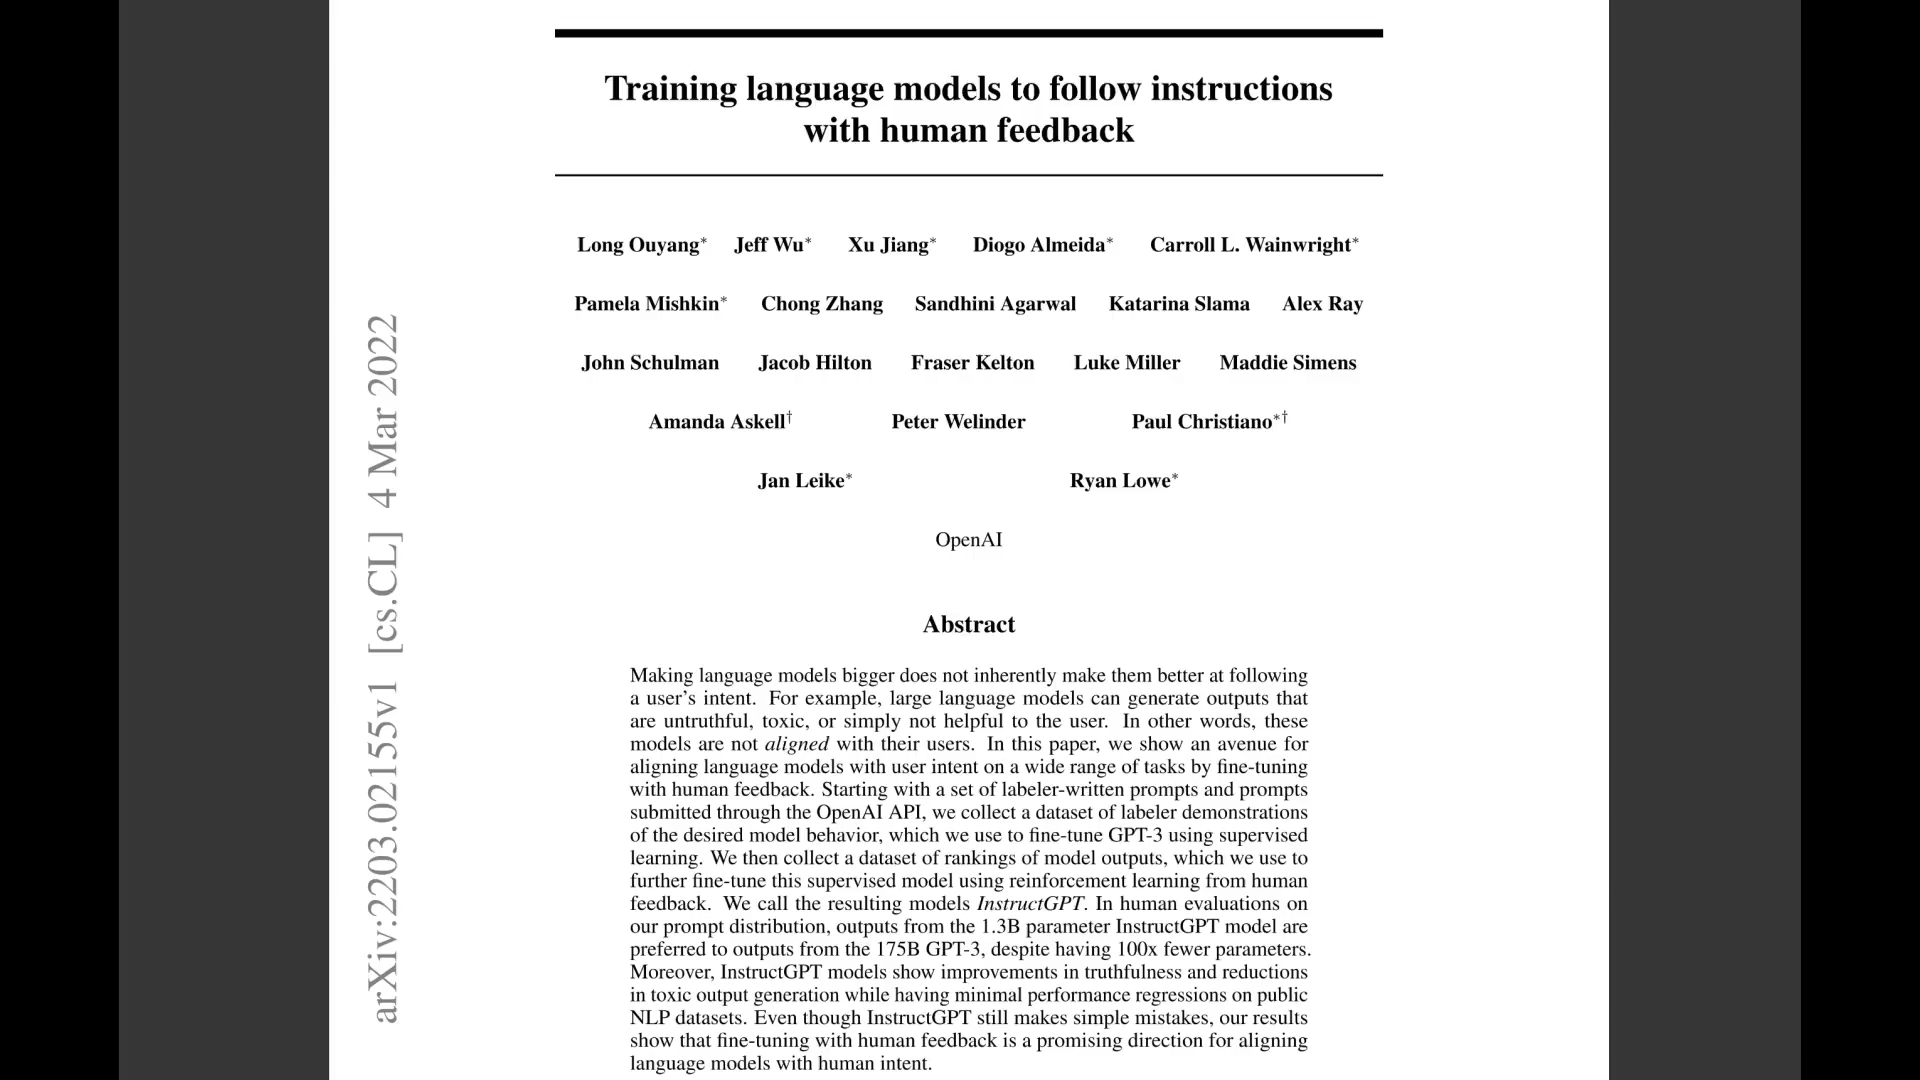 Training language models to follow instructions
with human feedback
Long Ouyang* Jeff Wu* Xu Jiang* Diogo Almeida* Carroll L. Wainwright*
Pamela Mishkin* Chong Zhang Sandhini Agarwal Katarina Slama Alex Ray
John Schulman Jacob Hilton Fraser Kelton Luke Miller Maddie Simens
Amanda Askell† Peter Welinder Paul Christiano*†
Jan Leike* Ryan Lowe*
OpenAI
Abstract
Making language models bigger does not inherently make them better at following
a user's intent. For example, large language models can generate outputs that
are untruthful, toxic, or simply not helpful to the user. In other words, these
models are not aligned with their users. In this paper, we show an avenue for
aligning language models with user intent on a wide range of tasks by fine-tuning
with human feedback. Starting with a set of labeler-written prompts and prompts
submitted through the OpenAI API, we collect a dataset of labeler demonstrations
of the desired model behavior, which we use to fine-tune GPT-3 using supervised
learning. We then collect a dataset of rankings of model outputs, which we use to
further fine-tune this supervised model using reinforcement learning from human
feedback. We call the resulting models InstructGPT. In human evaluations on
our prompt distribution, outputs from the 1.3B parameter InstructGPT model are
preferred to outputs from the 175B GPT-3, despite having 100x fewer parameters.
Moreover, InstructGPT models show improvements in truthfulness and reductions
in toxic output generation while having minimal performance regressions on public
NLP datasets. Even though InstructGPT still makes simple mistakes, our results
show that fine-tuning with human feedback is a promising direction for aligning
language models with human intent.
arXiv:2203.02155v1 [cs.CL] 4 Mar 2022